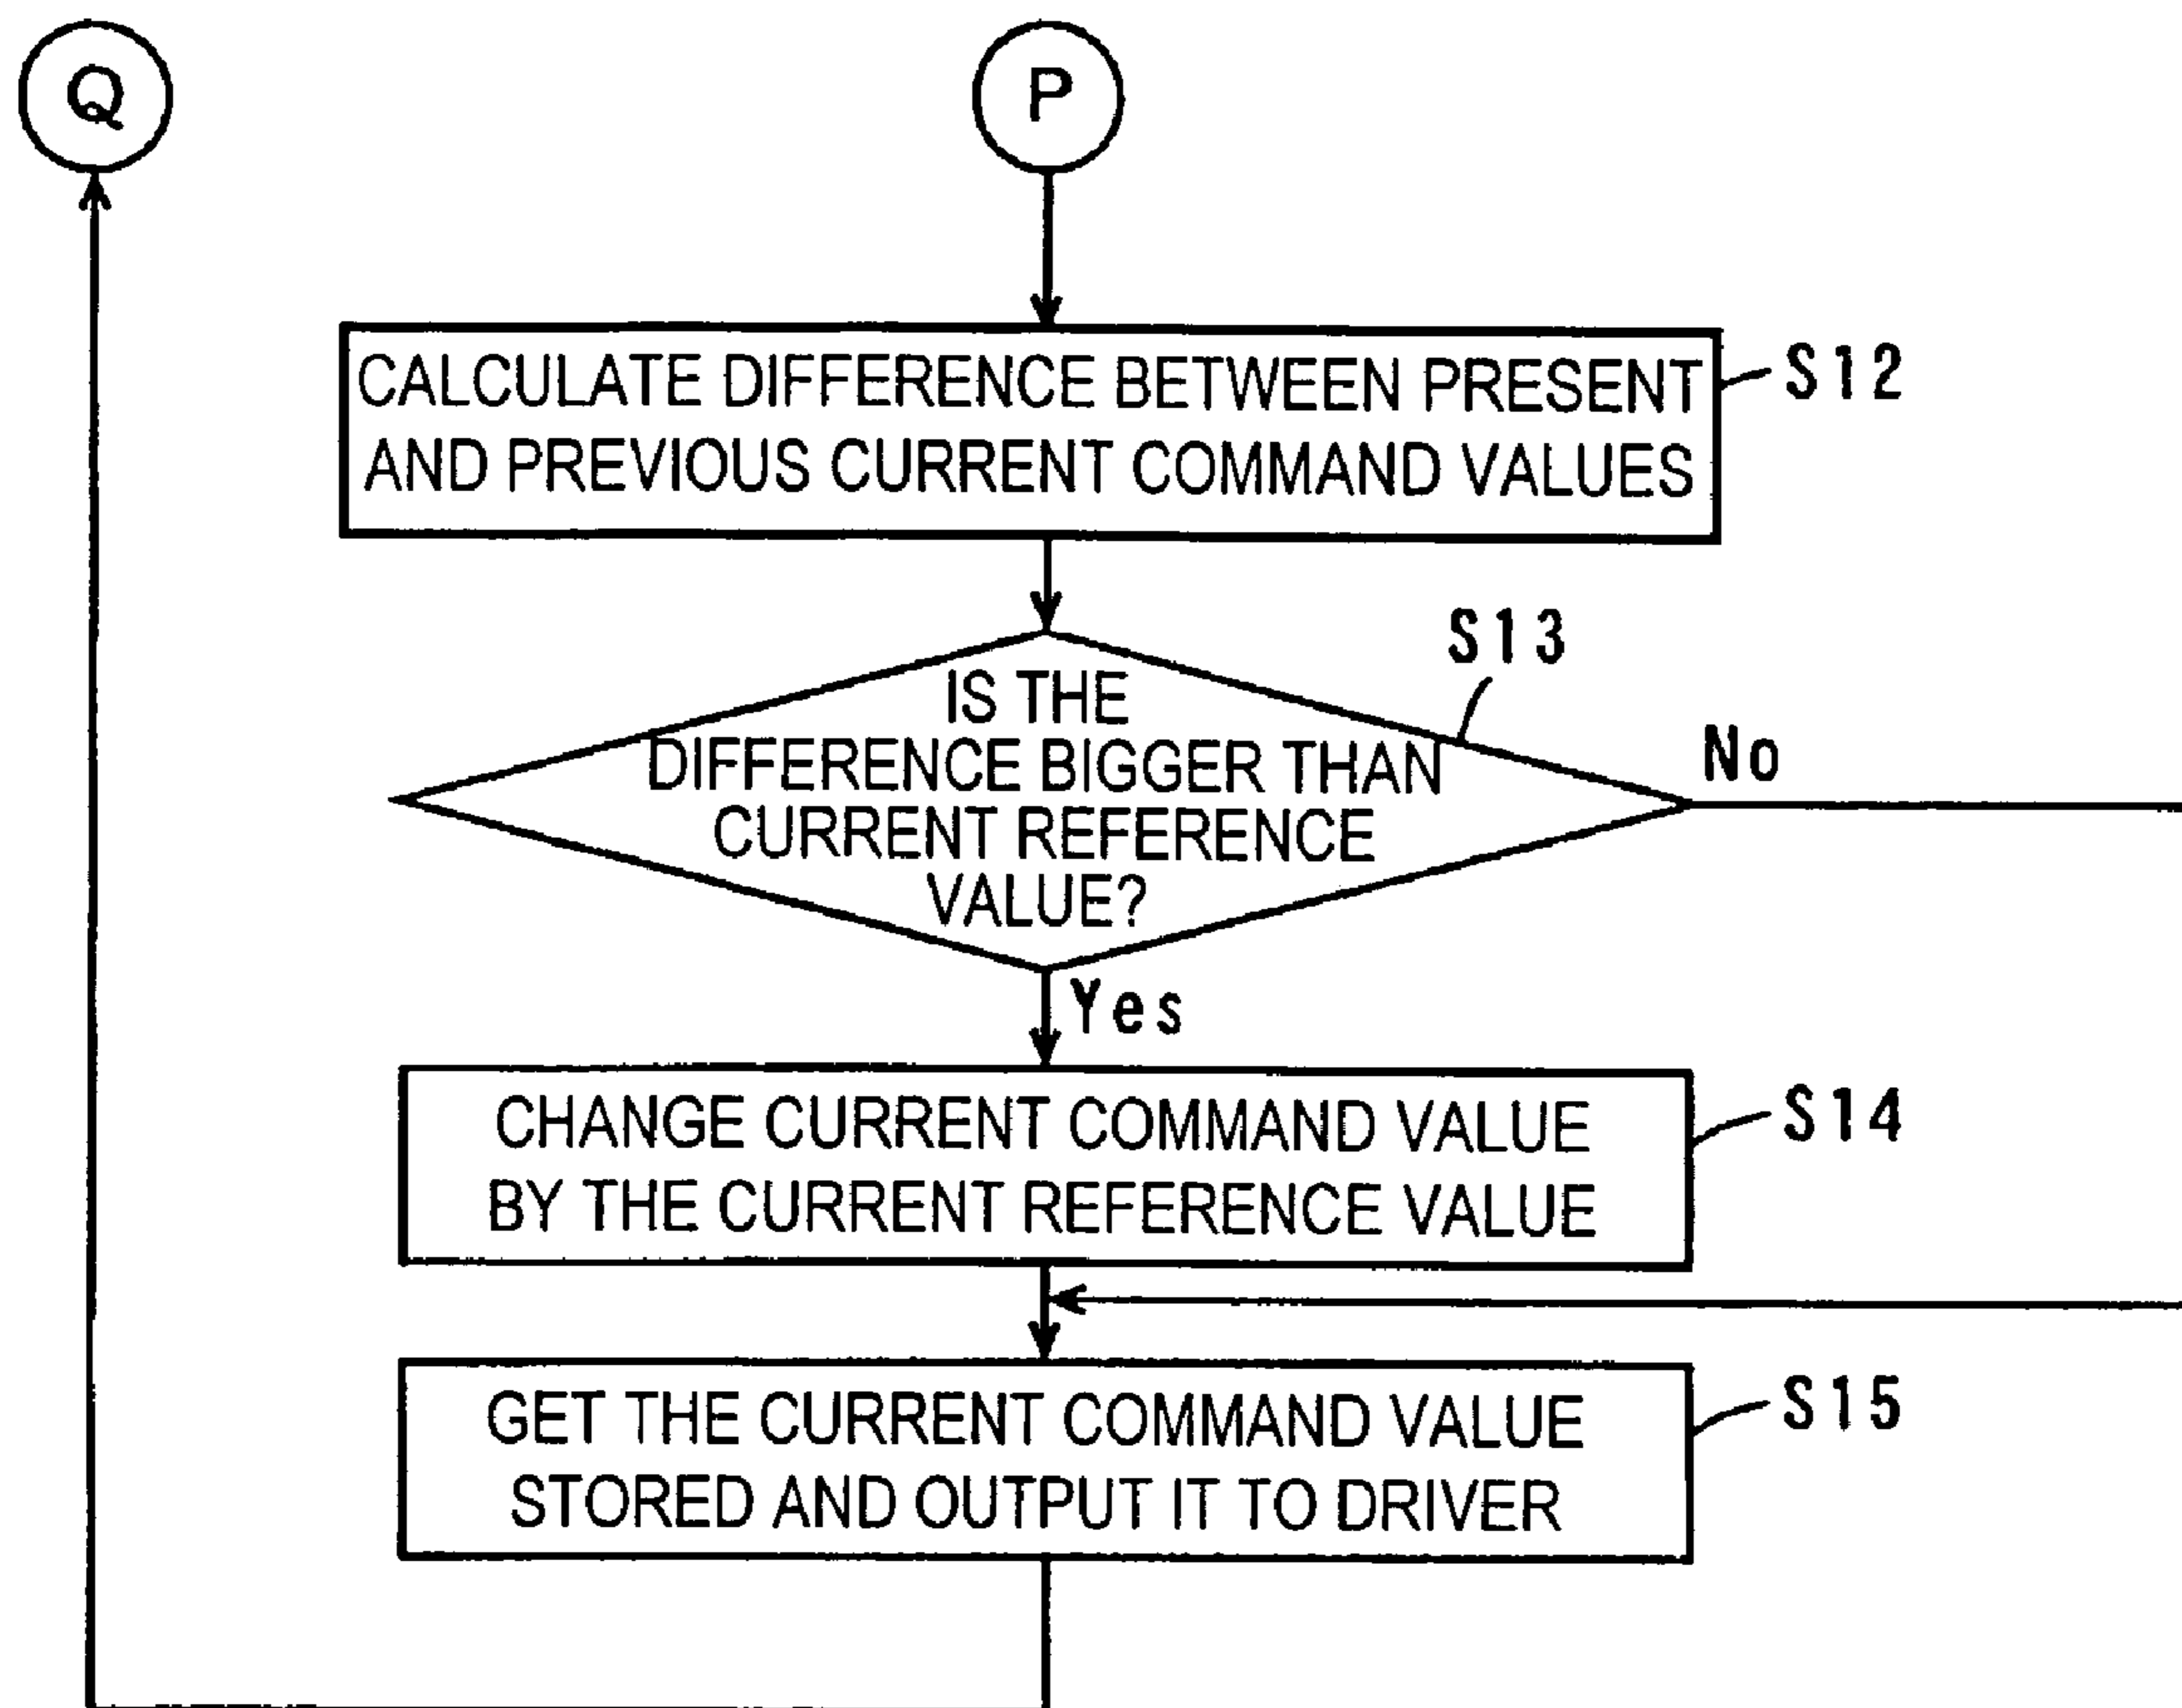 Q
P
CALCULATE DIFFERENCE BETWEEN PRESENT
AND PREVIOUS CURRENT COMMAND VALUES
S12
S13
IS THE
DIFFERENCE BIGGER THAN
CURRENT REFERENCE
VALUE?
No
Yes
CHANGE CURRENT COMMAND VALUE
BY THE CURRENT REFERENCE VALUE
S14
GET THE CURRENT COMMAND VALUE
STORED AND OUTPUT IT TO DRIVER
S15